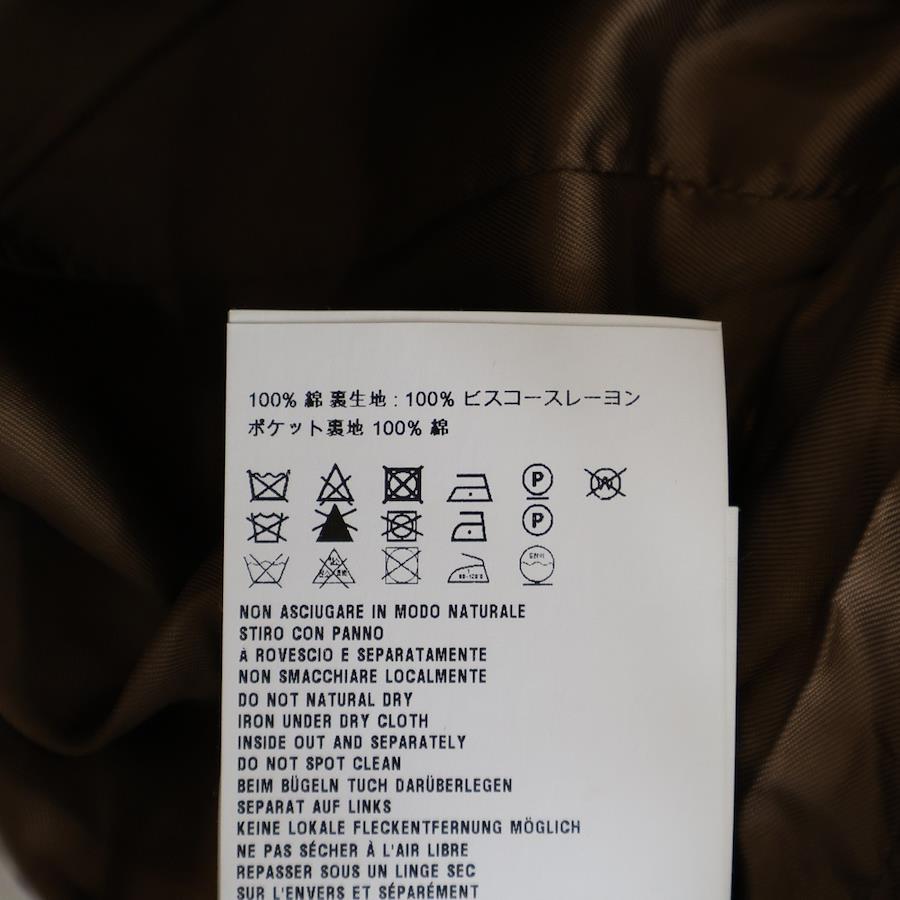 100% 綿 裏生地 : 100% ビスコースレーヨン
ポケット裏地 100% 綿
P W
P
NON ASCIUGARE IN MODO NATURALE
STIRO CON PANNO
À ROVESCIO E SEPARATAMENTE
NON SMACCHIARE LOCALMENTE
DO NOT NATURAL DRY
IRON UNDER DRY CLOTH
INSIDE OUT AND SEPARATELY
DO NOT SPOT CLEAN
BEIM BÜGELN TUCH DARÜBERLEGEN
SEPARAT AUF LINKS
KEINE LOKALE FLECKENTFERNUNG MÖGLICH
NE PAS SÉCHER À L'AIR LIBRE
REPASSER SOUS UN LINGE SEC
SUR L'ENVERS ET SÉPARÉMENT